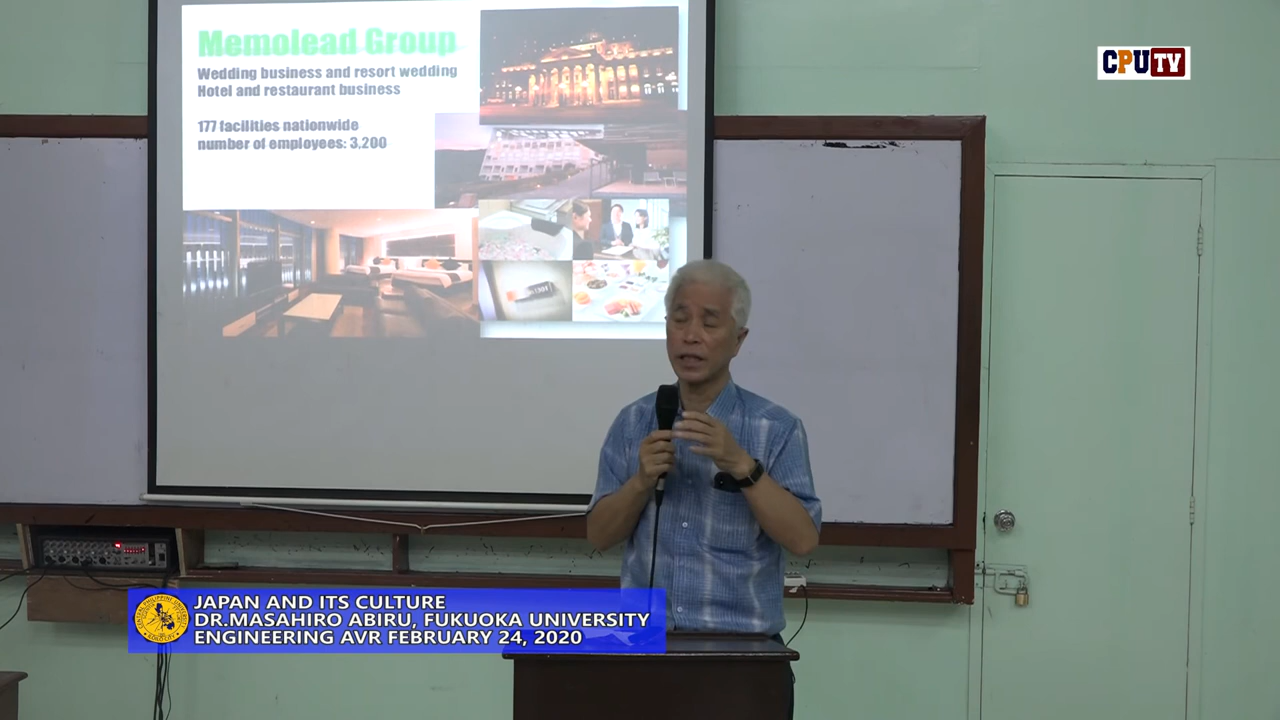 Memolead Group
Wedding business and resort wedding
Hotel and restaurant business
177 facilities nationwide
number of employees: 3,200
CPUTV
JAPAN AND ITS CULTURE
DR.MASAHIRO ABIRU, FUKUOKA UNIVERSITY
ENGINEERING AVR FEBRUARY 24, 2020